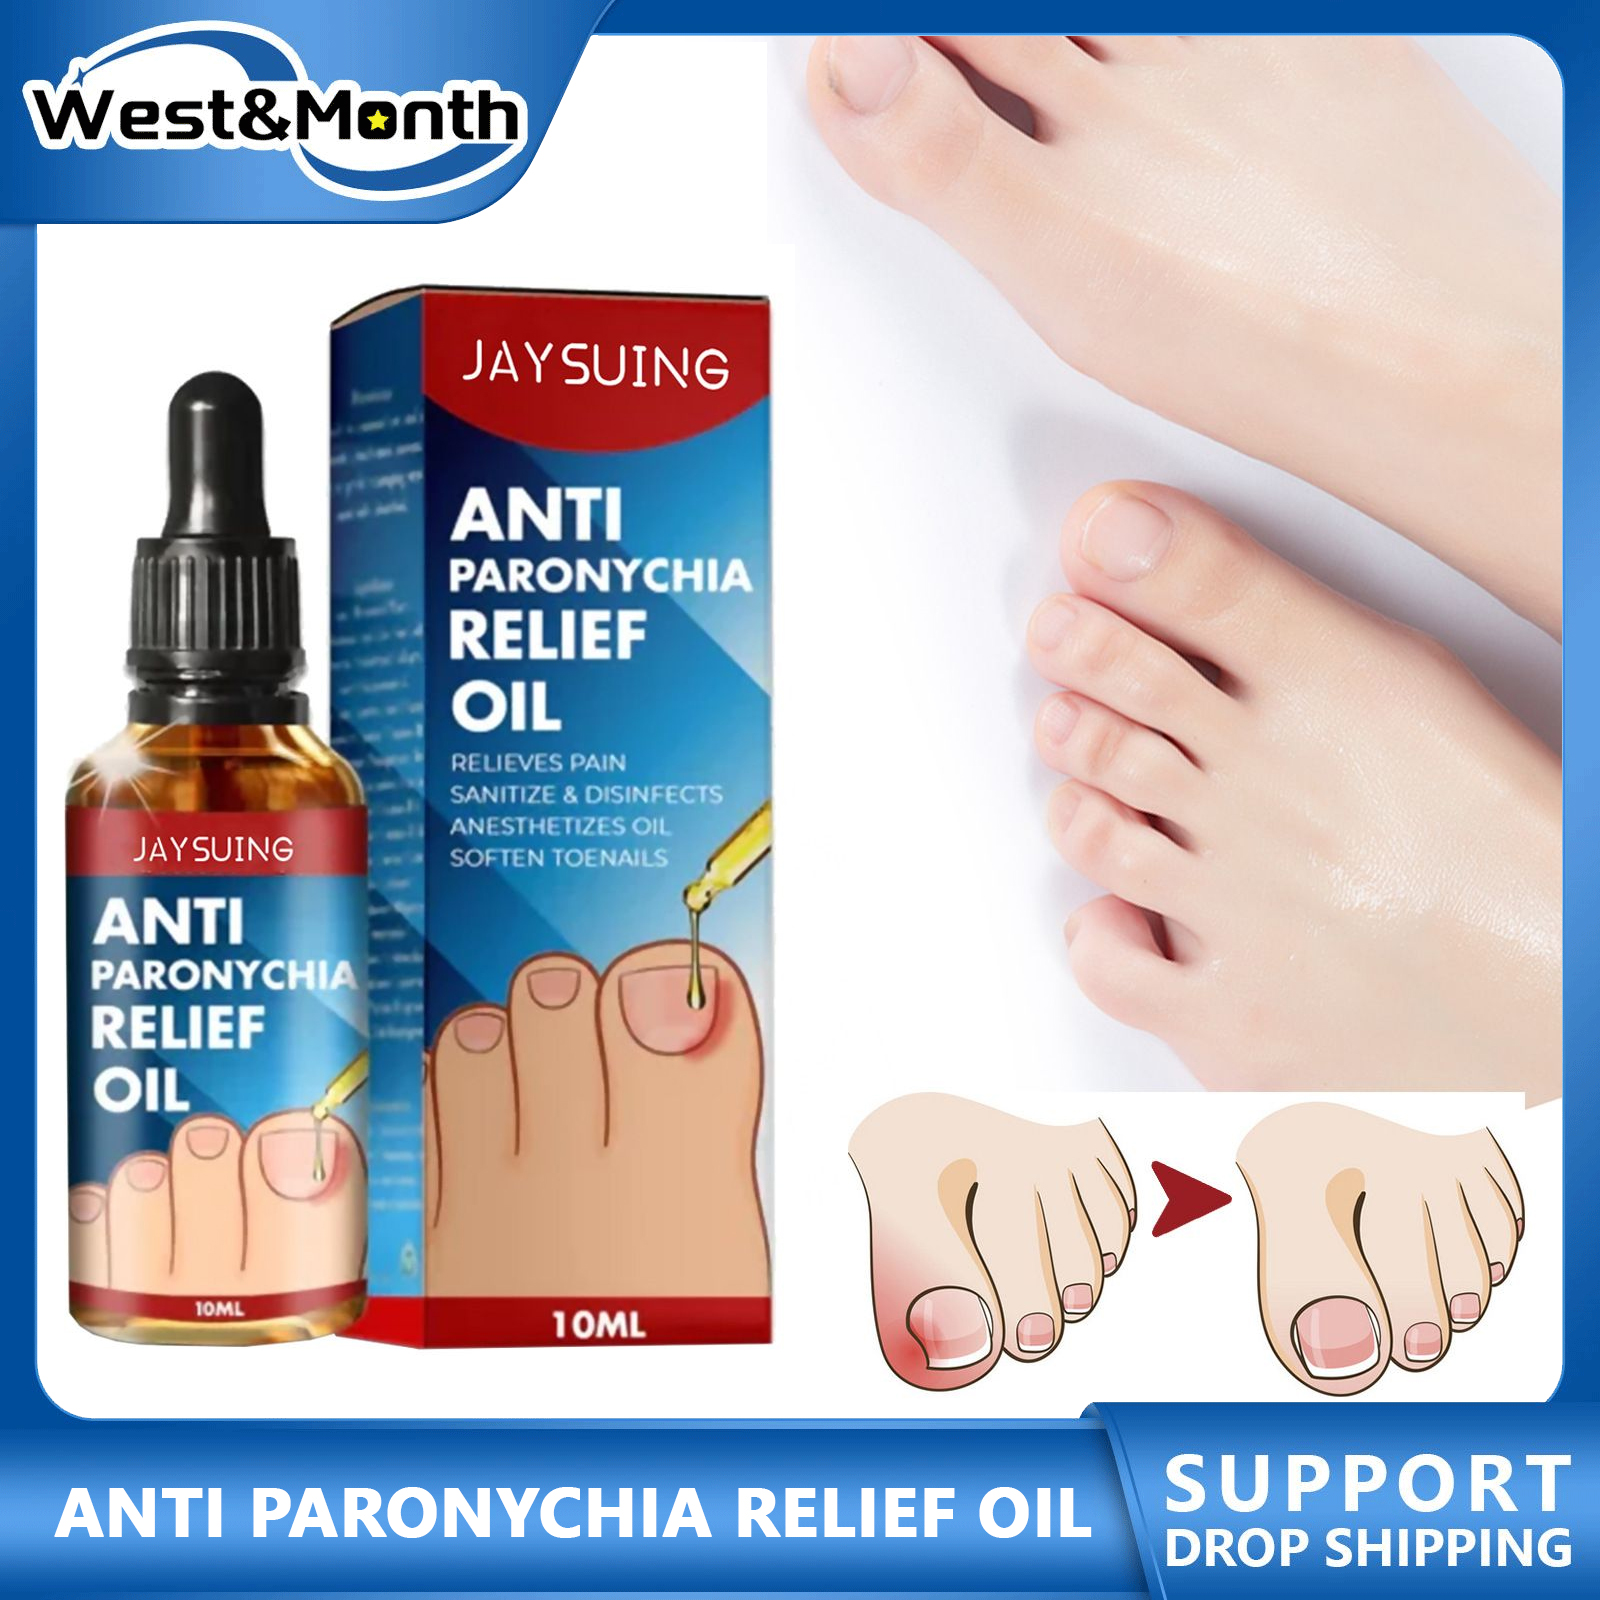 West&Month
JAYSUING
ANTI
PARONYCHIA
RELIEF
OIL
RELIEVES PAIN
SANITIZE & DISINFECTS
ANESTHETIZES OIL
SOFTEN TOENAILS
10ML
JAYSUING
ANTI
PARONYCHIA
RELIEF
OIL
10ML
ANTI PARONYCHIA RELIEF OIL
SUPPORT
DROP SHIPPING